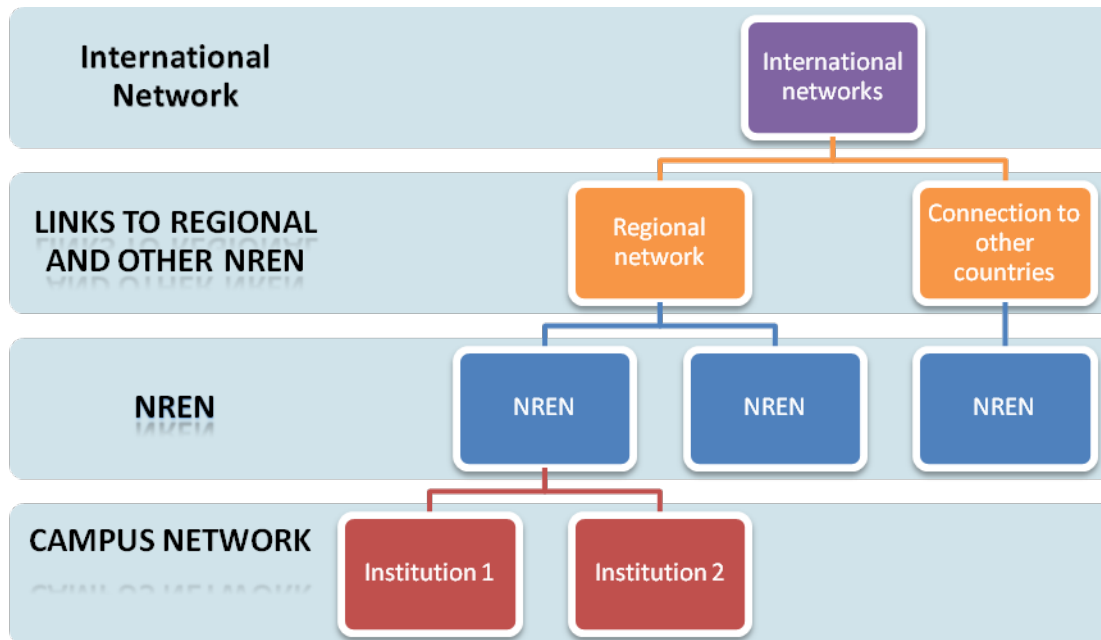 International
Network
International
networks
LINKS TO REGIONAL
AND OTHER NREN
Regional
network
Connection to
other
countries
NREN
NREN
NREN
NREN
CAMPUS NETWORK
Institution 1
Institution 2